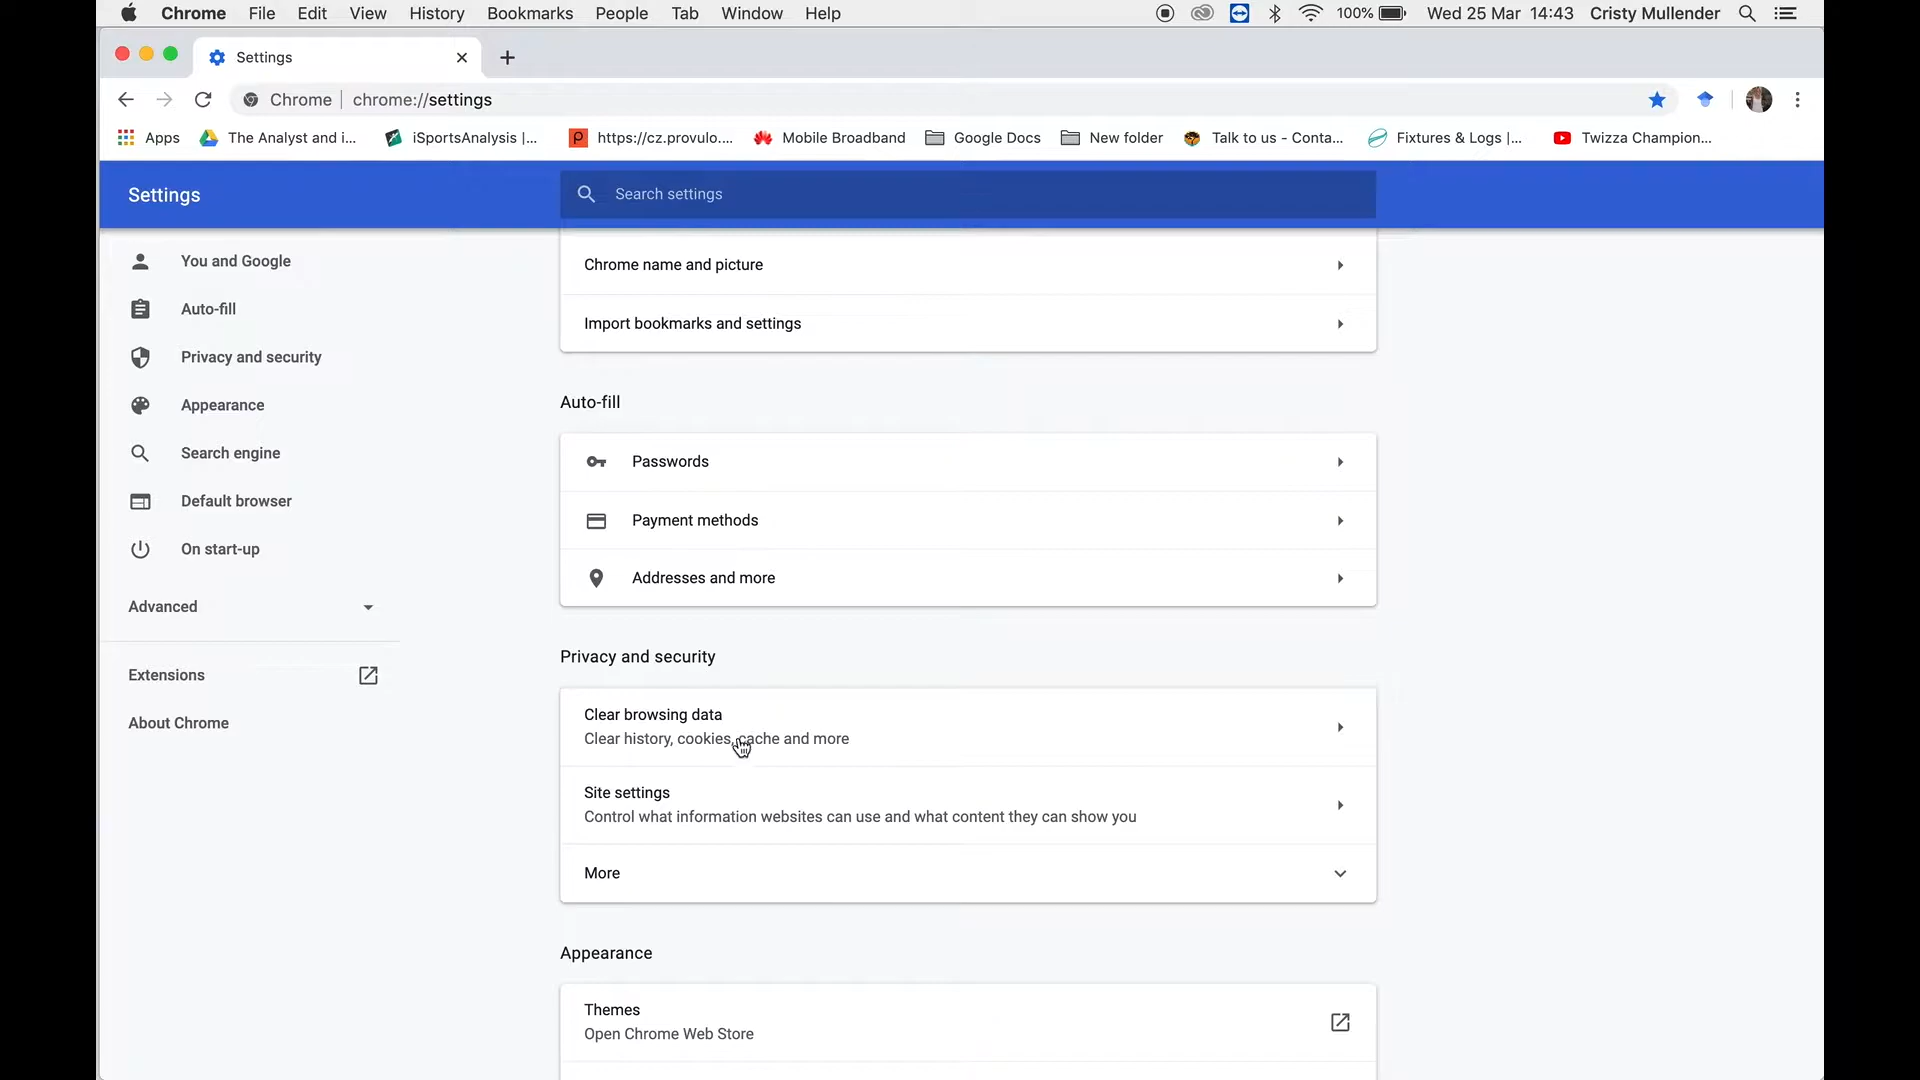 Chrome File Edit View History Bookmarks People Tab Window Help 100% Wed 25 Mar 14:43 Cristy Mullender
Settings
Chrome chrome://settings
Apps The Analyst and i... iSportsAnalysis |... https://cz.provulo.... Mobile Broadband Google Docs New folder Talk to us - Conta... Fixtures & Logs |... Twizza Champion...
Settings
Search settings
You and Google
Auto-fill
Privacy and security
Appearance
Search engine
Default browser
On start-up
Advanced
Extensions
About Chrome
Chrome name and picture
Import bookmarks and settings
Auto-fill
Passwords
Payment methods
Addresses and more
Privacy and security
Clear browsing data
Clear history, cookies, cache and more
Site settings
Control what information websites can use and what content they can show you
More
Appearance
Themes
Open Chrome Web Store